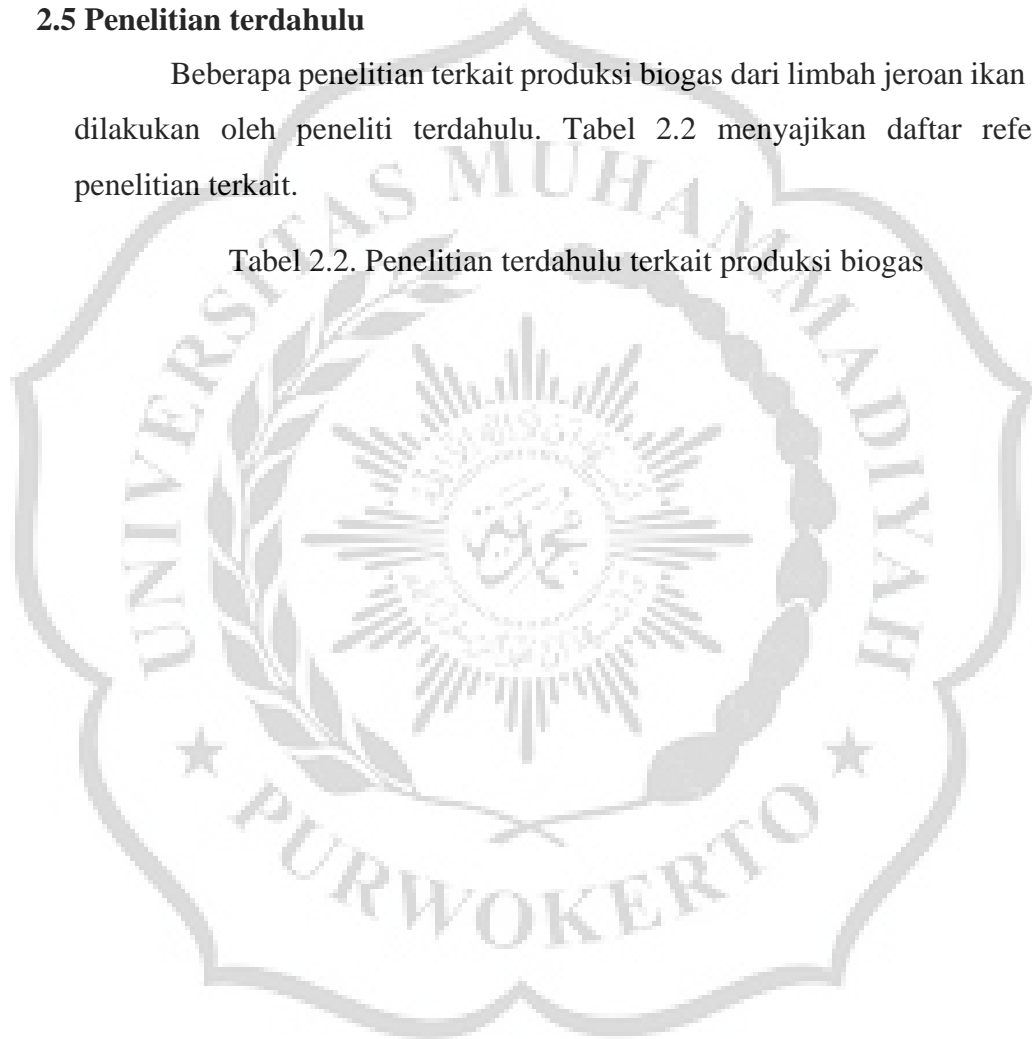 2.5 Penelitian terdahulu
Beberapa penelitian terkait produksi biogas dari limbah jeroan ikan
dilakukan oleh peneliti terdahulu. Tabel 2.2 menyajikan daftar refe
penelitian terkait.
Tabel 2.2. Penelitian terdahulu terkait produksi biogas
UNIVERSITAS MUHAMMADIYAH
PURWOKERTO